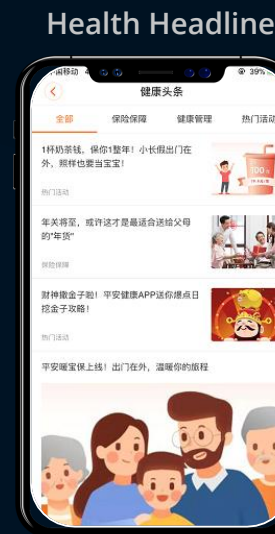 Health Headline
中国移动 4 39%
健康头条
全部 保险保障 健康管理 热门活动
1杯奶茶钱，保你1整年！小长假出门在
外，照样也要当宝宝！
热门活动
年关将至，或许这才是最适合送给父母
的“年货”
保险保障
财神撒金子啦！平安健康APP送你爆点日
挖金子攻略！
热门活动
平安暖宝保上线！出门在外，温暖你的旅程